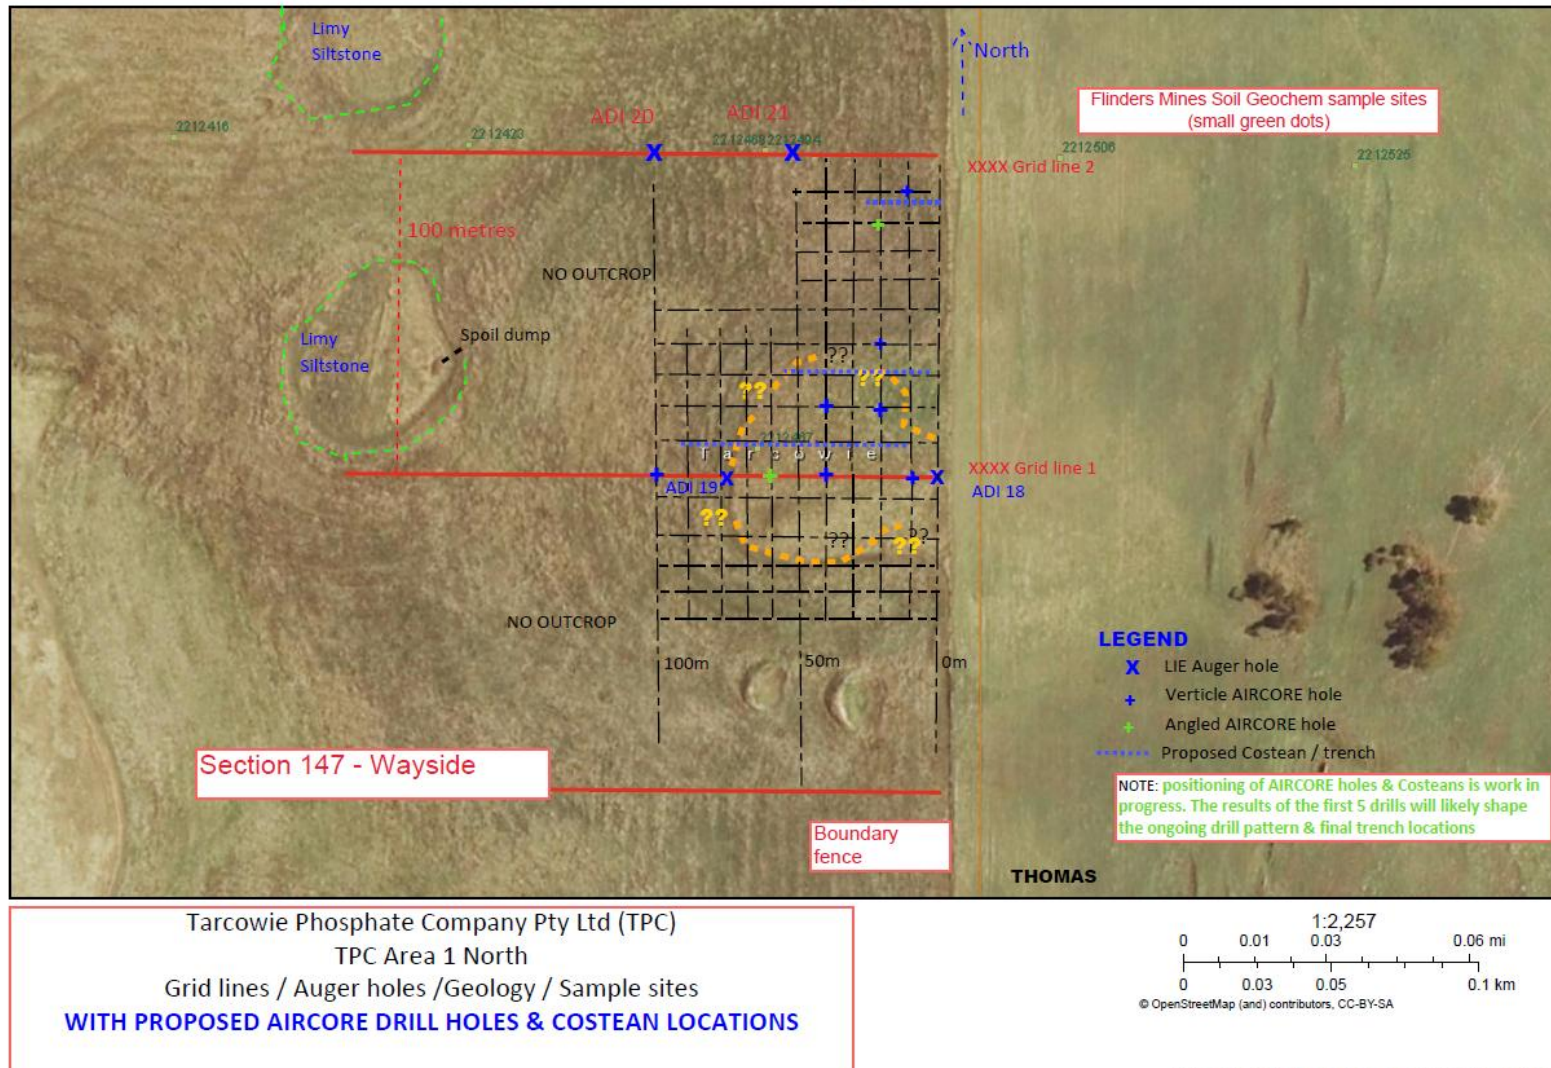 Limy
Siltstone
North
Flinders Mines Soil Geochem sample sites
(small green dots)
ADI 20
ADI 21
2212416
2212423
2212506
2212525
XXXX Grid line 2
100 metres
NO OUTCROP
Spoil dump
Limy
Siltstone
??
??
??
Tarcowie
XXXX Grid line 1
ADI 19
ADI 18
??
??
??
??
NO OUTCROP
100m
50m
0m
LEGEND
X LIE Auger hole
+ Verticle AIRCORE hole
+ Angled AIRCORE hole
Proposed Costean / trench
Section 147 - Wayside
NOTE: positioning of AIRCORE holes & Costeans is work in
progress. The results of the first 5 drills will likely shape
the ongoing drill pattern & final trench locations
Boundary
fence
THOMAS
Tarcowie Phosphate Company Pty Ltd (TPC)
TPC Area 1 North
Grid lines / Auger holes /Geology / Sample sites
WITH PROPOSED AIRCORE DRILL HOLES & COSTEAN LOCATIONS
1:2,257
0 0.01 0.03 0.06 mi
0 0.03 0.05 0.1 km
© OpenStreetMap (and) contributors, CC-BY-SA